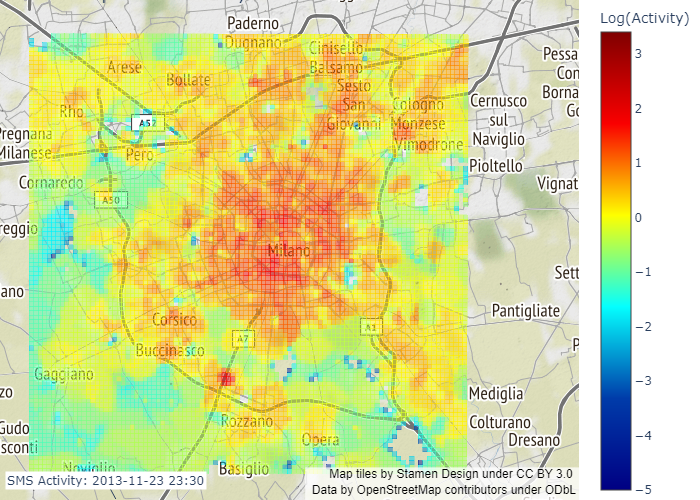 Paderno
Dugnano
Cinisello
Balsamo
Log(Activity)
Arese
Bollate
Sesto
San
Giovanni
Pessa
Con
Borna
Go
Rho
A52
Cologno
Monzese
Vimodrone
Cernusco
sul
Naviglio
Pregnana
Milanese
Pero
Pioltello
Cornaredo
Vignat
A50
reggio
Milano
Sett
ano
Corsico
A7
A1
Pantigliate
P
Buccinasco
Gaggiano
zo
Mediglia
Gudo
sconti
Rozzano
Opera
Colturano
Dresano
Noviglio
Basiglio
SMS Activity: 2013-11-23 23:30
Map tiles by Stamen Design under CC BY 3.0
Data by OpenStreetMap contributors under ODbL
3
2
1
0
−1
−2
−3
−4
−5